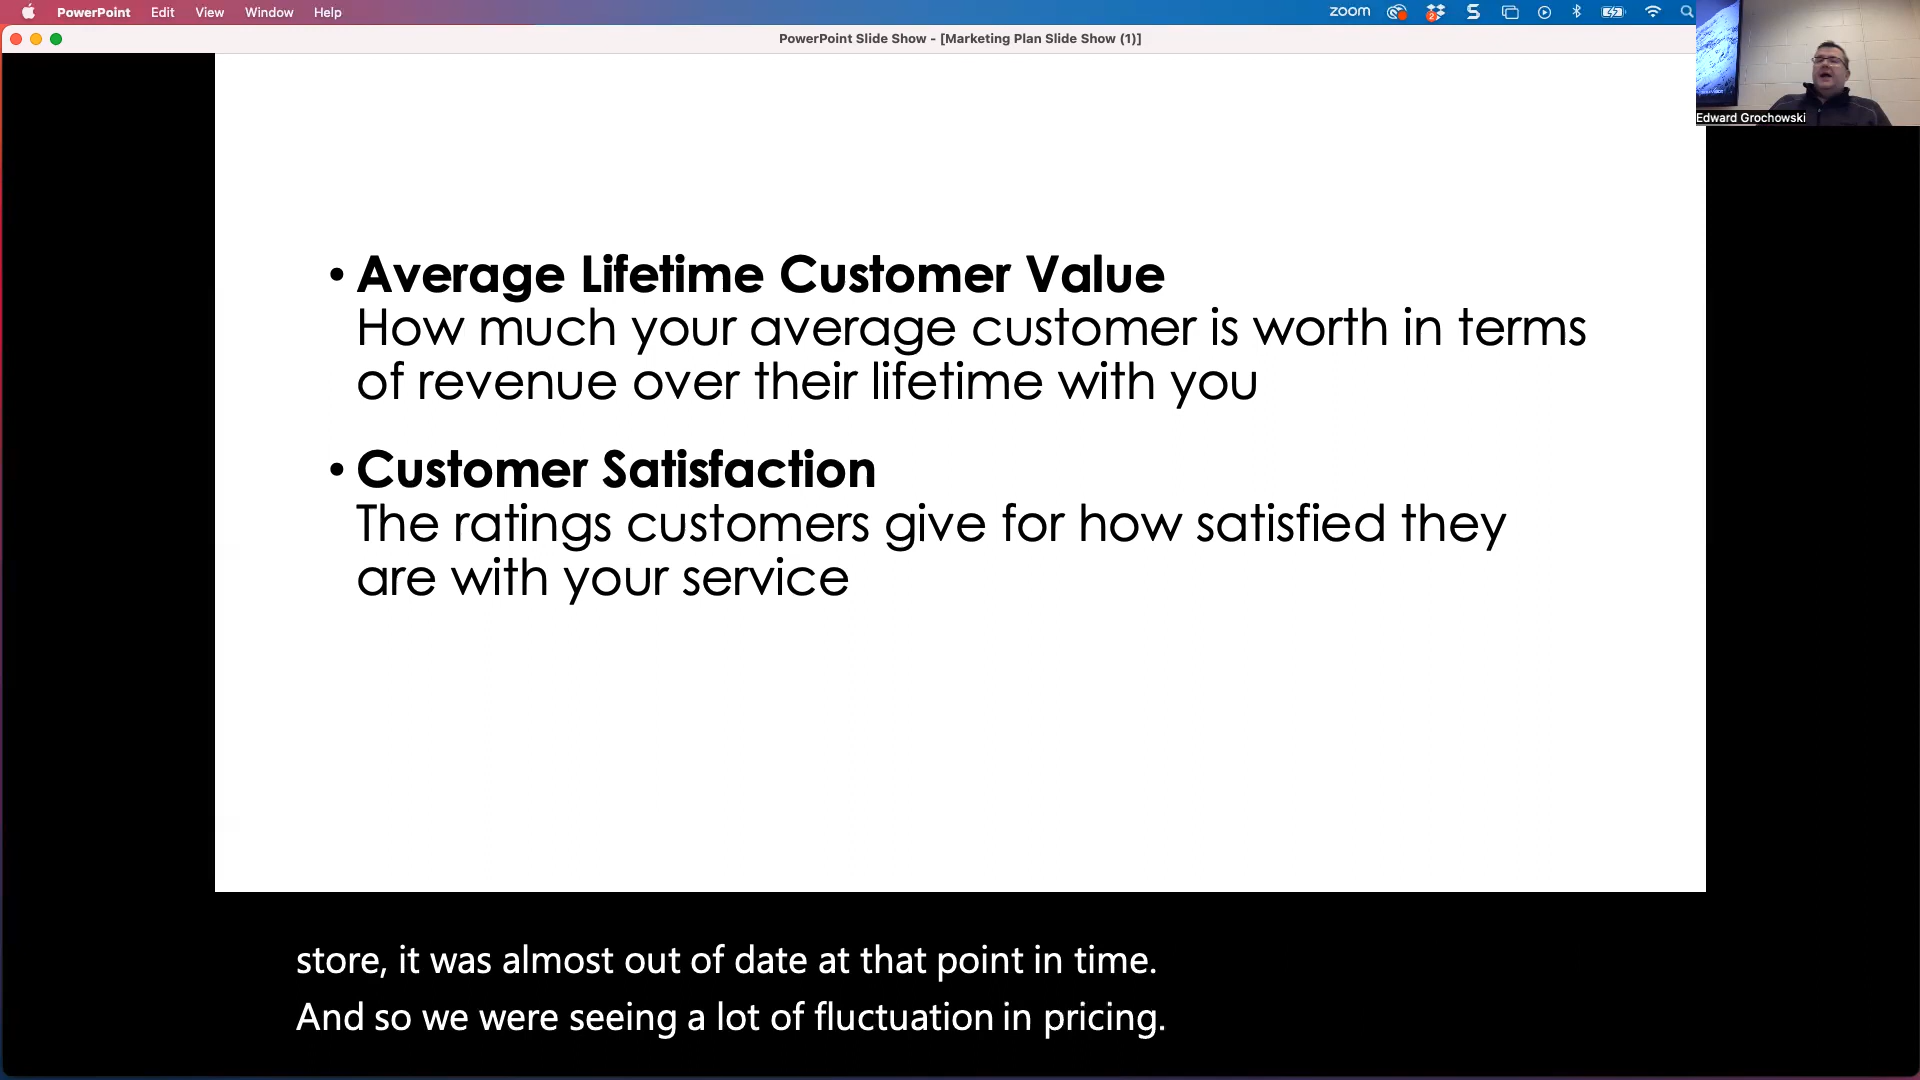 PowerPoint Edit View Window Help
zoom
2
S
PowerPoint Slide Show - [Marketing Plan Slide Show (1)]
Edward Grochowski
• Average Lifetime Customer Value
How much your average customer is worth in terms
of revenue over their lifetime with you
• Customer Satisfaction
The ratings customers give for how satisfied they
are with your service
store, it was almost out of date at that point in time.
And so we were seeing a lot of fluctuation in pricing.